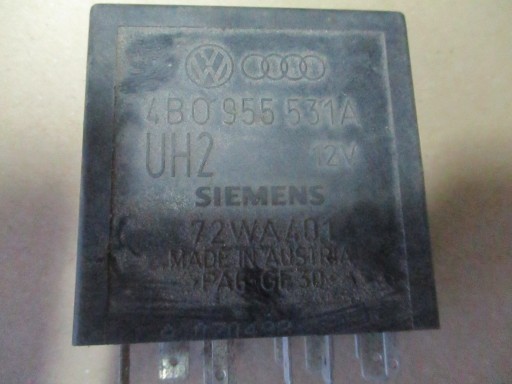 4B0 955 531A
UH2 12V
SIEMENS
72WA401
MADE IN AUSTRIA
>PA6-GF30<